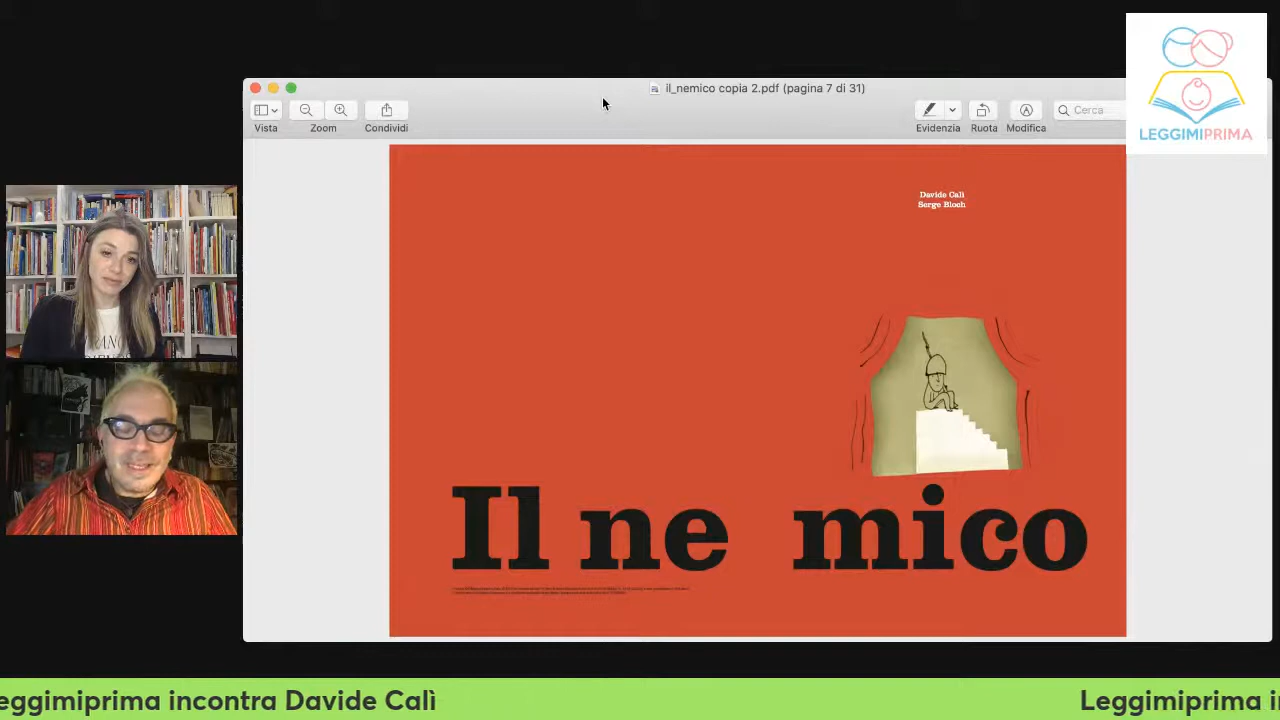 il_nemico copia 2.pdf (pagina 7 di 31)
Vista
Zoom
Condividi
Evidenzia
Ruota
Modifica
Cerca
LEGGIMIPRIMA
Davide Calì
Serge Bloch
Il ne mico
eggimiprima incontra Davide Calì
Leggimiprima i